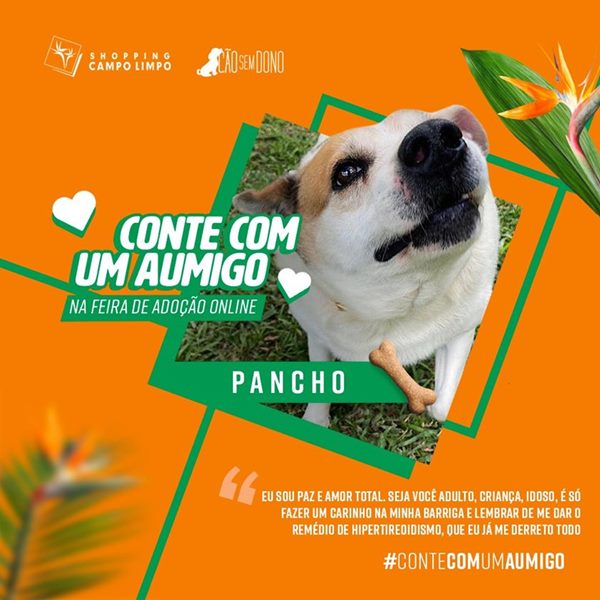 SHOPPING
CAMPO LIMPO
CÃO SEM DONO
CONTE COM
UM AUMIGO
NA FEIRA DE ADOÇÃO ONLINE
PANCHO
“
EU SOU PAZ E AMOR TOTAL. SEJA VOCÊ ADULTO, CRIANÇA, IDOSO, É SÓ
FAZER UM CARINHO NA MINHA BARRIGA E LEMBRAR DE ME DAR O
REMÉDIO DE HIPERTIREOIDISMO, QUE EU JÁ ME DERRETO TODO
#CONTECOMUMAUMIGO